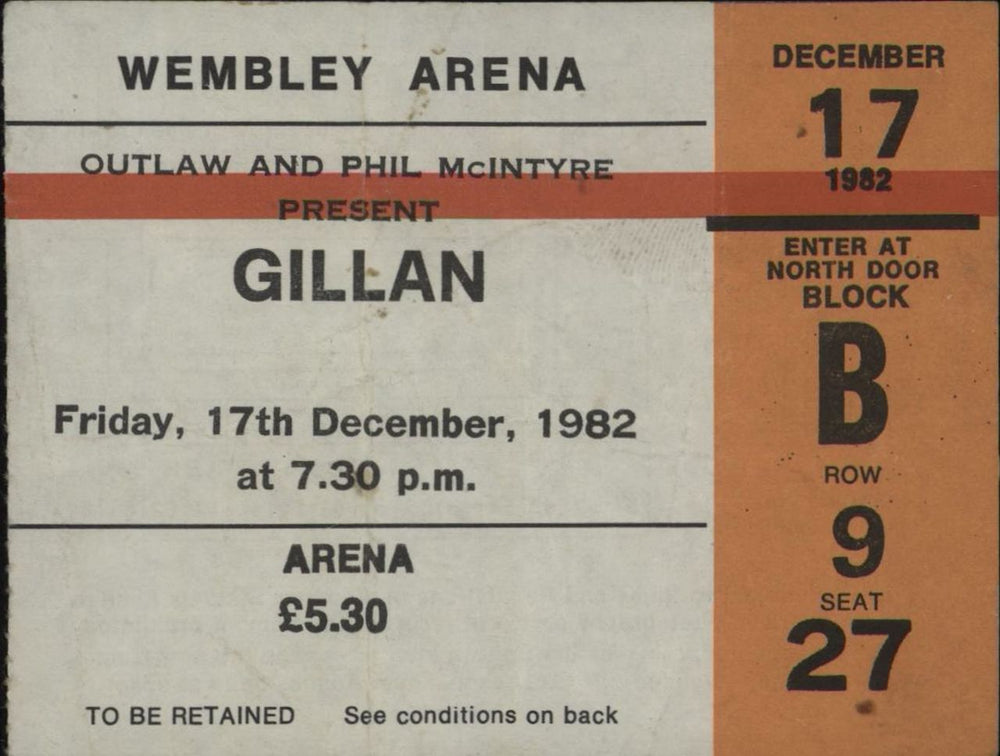 WEMBLEY ARENA
OUTLAW AND PHIL McINTYRE
PRESENT
GILLAN
Friday, 17th December, 1982
at 7.30 p.m.
ARENA
£5.30
TO BE RETAINED See conditions on back
DECEMBER
17
1982
ENTER AT
NORTH DOOR
BLOCK
B
ROW
9
SEAT
27